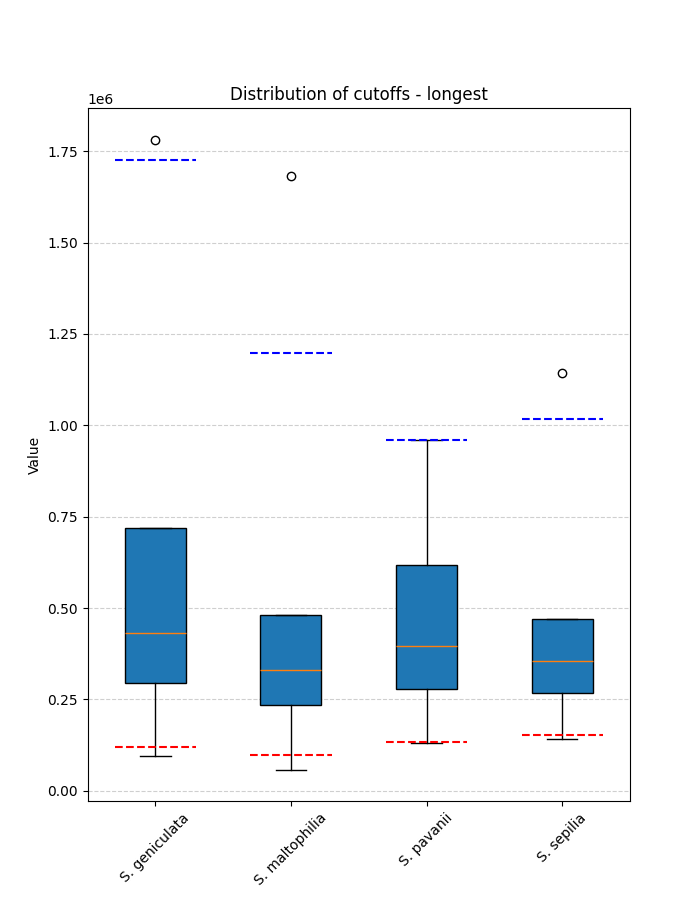 Distribution of cutoffs - longest
1e6
1.75
1.50
1.25
1.00
0.75
0.50
0.25
0.00
Value
S. geniculata
S. maltophilia
S. pavanii
S. sepilia